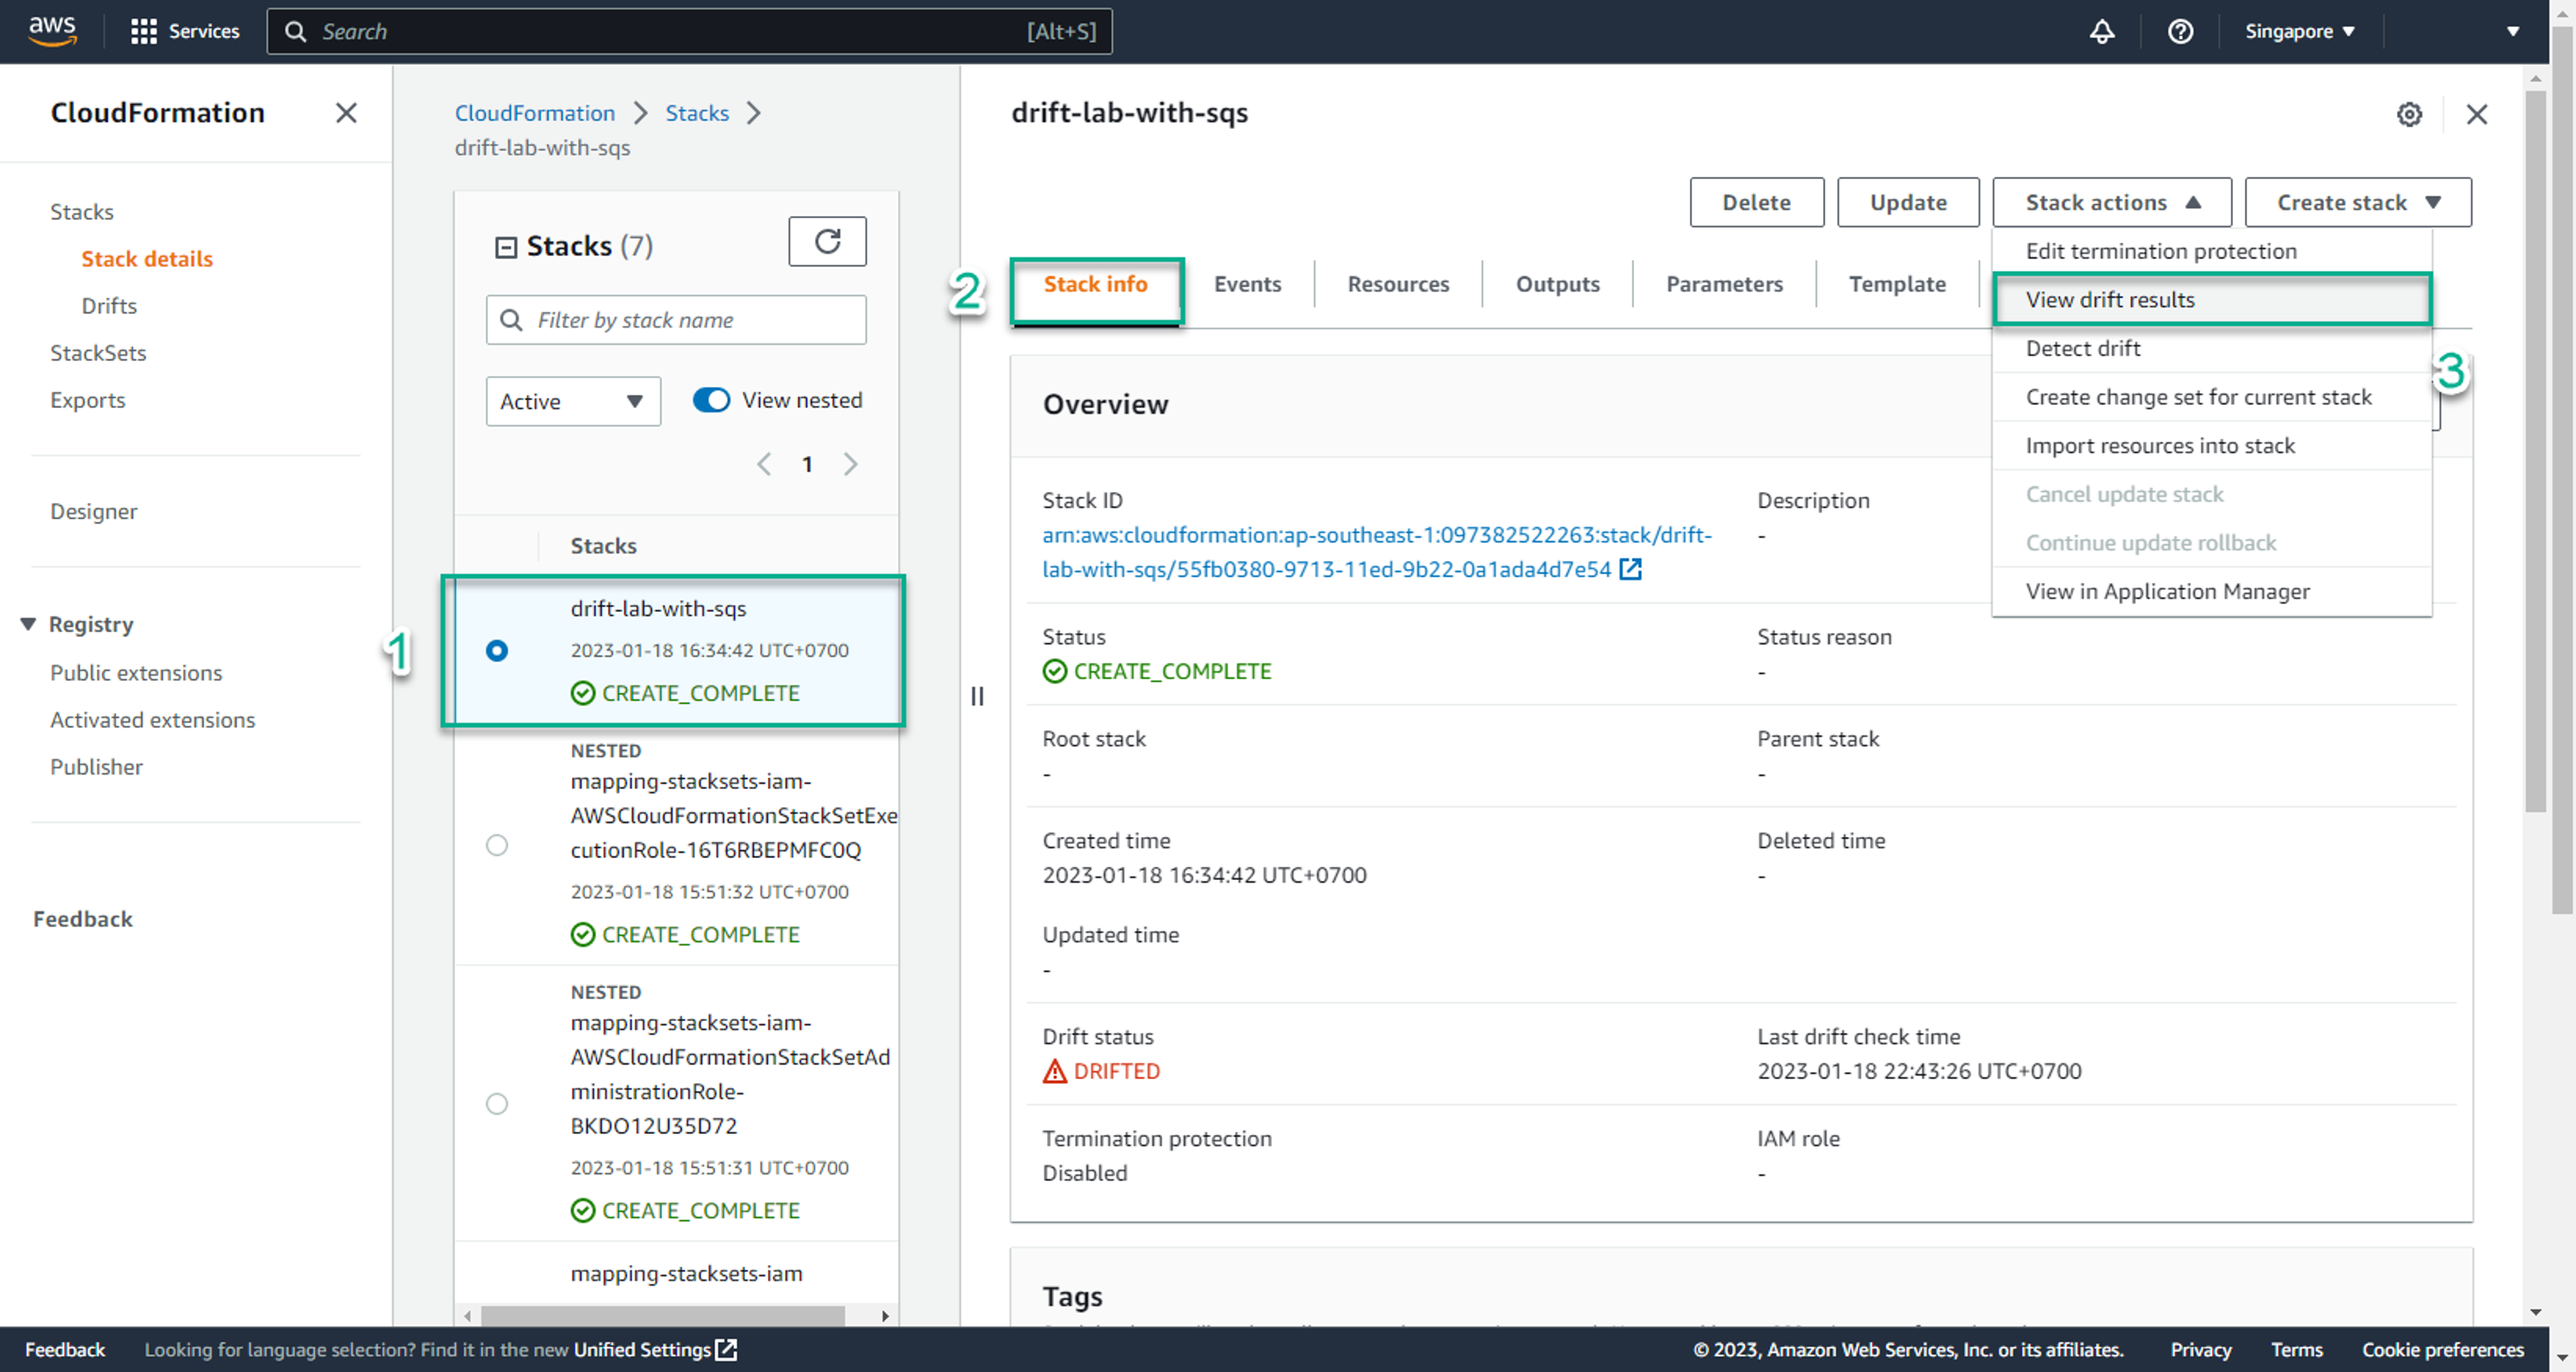 aws
Services
Search
[Alt+S]
Singapore
CloudFormation
Stacks
Stack details
Drifts
StackSets
Exports
Designer
Registry
Public extensions
Activated extensions
Publisher
Feedback
CloudFormation
Stacks
drift-lab-with-sqs
Stacks (7)
Filter by stack name
Active
View nested
1
Stacks
1
drift-lab-with-sqs
2023-01-18 16:34:42 UTC+0700
CREATE_COMPLETE
NESTED
mapping-stacksets-iam-
AWSCloudFormationStackSetExe
cutionRole-16T6RBEPMFC0Q
2023-01-18 15:51:32 UTC+0700
CREATE_COMPLETE
NESTED
mapping-stacksets-iam-
AWSCloudFormationStackSetAd
ministrationRole-
BKDO12U35D72
2023-01-18 15:51:31 UTC+0700
CREATE_COMPLETE
mapping-stacksets-iam
drift-lab-with-sqs
Delete
Update
Stack actions
Create stack
2
Stack info
Events
Resources
Outputs
Parameters
Template
Edit termination protection
View drift results
3
Detect drift
Create change set for current stack
Import resources into stack
Cancel update stack
Continue update rollback
View in Application Manager
Overview
Stack ID
arn:aws:cloudformation:ap-southeast-1:097382522263:stack/drift-
lab-with-sqs/55fb0380-9713-11ed-9b22-0a1ada4d7e54
Description
-
Status
CREATE_COMPLETE
Status reason
-
Root stack
-
Parent stack
-
Created time
2023-01-18 16:34:42 UTC+0700
Deleted time
-
Updated time
-
Drift status
DRIFTED
Last drift check time
2023-01-18 22:43:26 UTC+0700
Termination protection
Disabled
IAM role
-
Tags
Feedback
Looking for language selection? Find it in the new Unified Settings
© 2023, Amazon Web Services, Inc. or its affiliates.
Privacy
Terms
Cookie preferences